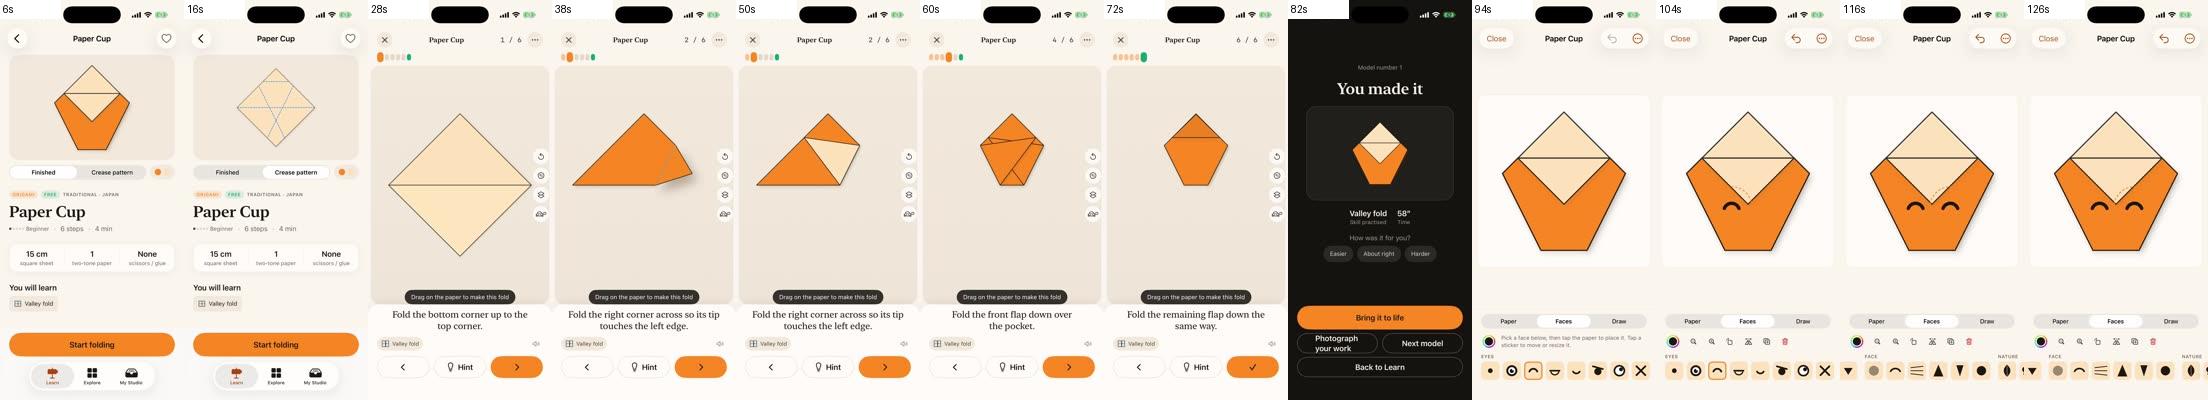 6s
Paper Cup
Finished
Crease pattern
ORIGAMI
FREE
TRADITIONAL · JAPAN
Paper Cup
Beginner · 6 steps · 4 min
15 cm
square sheet
1
two-tone paper
None
scissors / glue
You will learn
Valley fold
Start folding
Learn
Explore
My Studio
16s
Paper Cup
Finished
Crease pattern
ORIGAMI
FREE
TRADITIONAL · JAPAN
Paper Cup
Beginner · 6 steps · 4 min
15 cm
square sheet
1
two-tone paper
None
scissors / glue
You will learn
Valley fold
Start folding
Learn
Explore
My Studio
28s
Paper Cup
1 / 6
Drag on the paper to make this fold
Fold the bottom corner up to the
top corner.
Valley fold
Hint
38s
Paper Cup
2 / 6
Drag on the paper to make this fold
Fold the right corner across so its tip
touches the left edge.
Valley fold
Hint
50s
Paper Cup
2 / 6
Drag on the paper to make this fold
Fold the right corner across so its tip
touches the left edge.
Valley fold
Hint
60s
Paper Cup
4 / 6
Drag on the paper to make this fold
Fold the front flap down over
the pocket.
Valley fold
Hint
72s
Paper Cup
6 / 6
Drag on the paper to make this fold
Fold the remaining flap down the
same way.
Valley fold
Hint
82s
Model number 1
You made it
Valley fold
Skill practised
58"
Time
How was it for you?
Easier
About right
Harder
Bring it to life
Photograph
your work
Next model
Back to Learn
94s
Close
Paper Cup
Paper
Faces
Draw
Pick a face below, then tap the paper to place it. Tap a
sticker to move or resize it.
EYES
104s
Close
Paper Cup
Paper
Faces
Draw
EYES
116s
Close
Paper Cup
Paper
Faces
Draw
FACE
NATURE
126s
Close
Paper Cup
Paper
Faces
Draw
FACE
NATURE